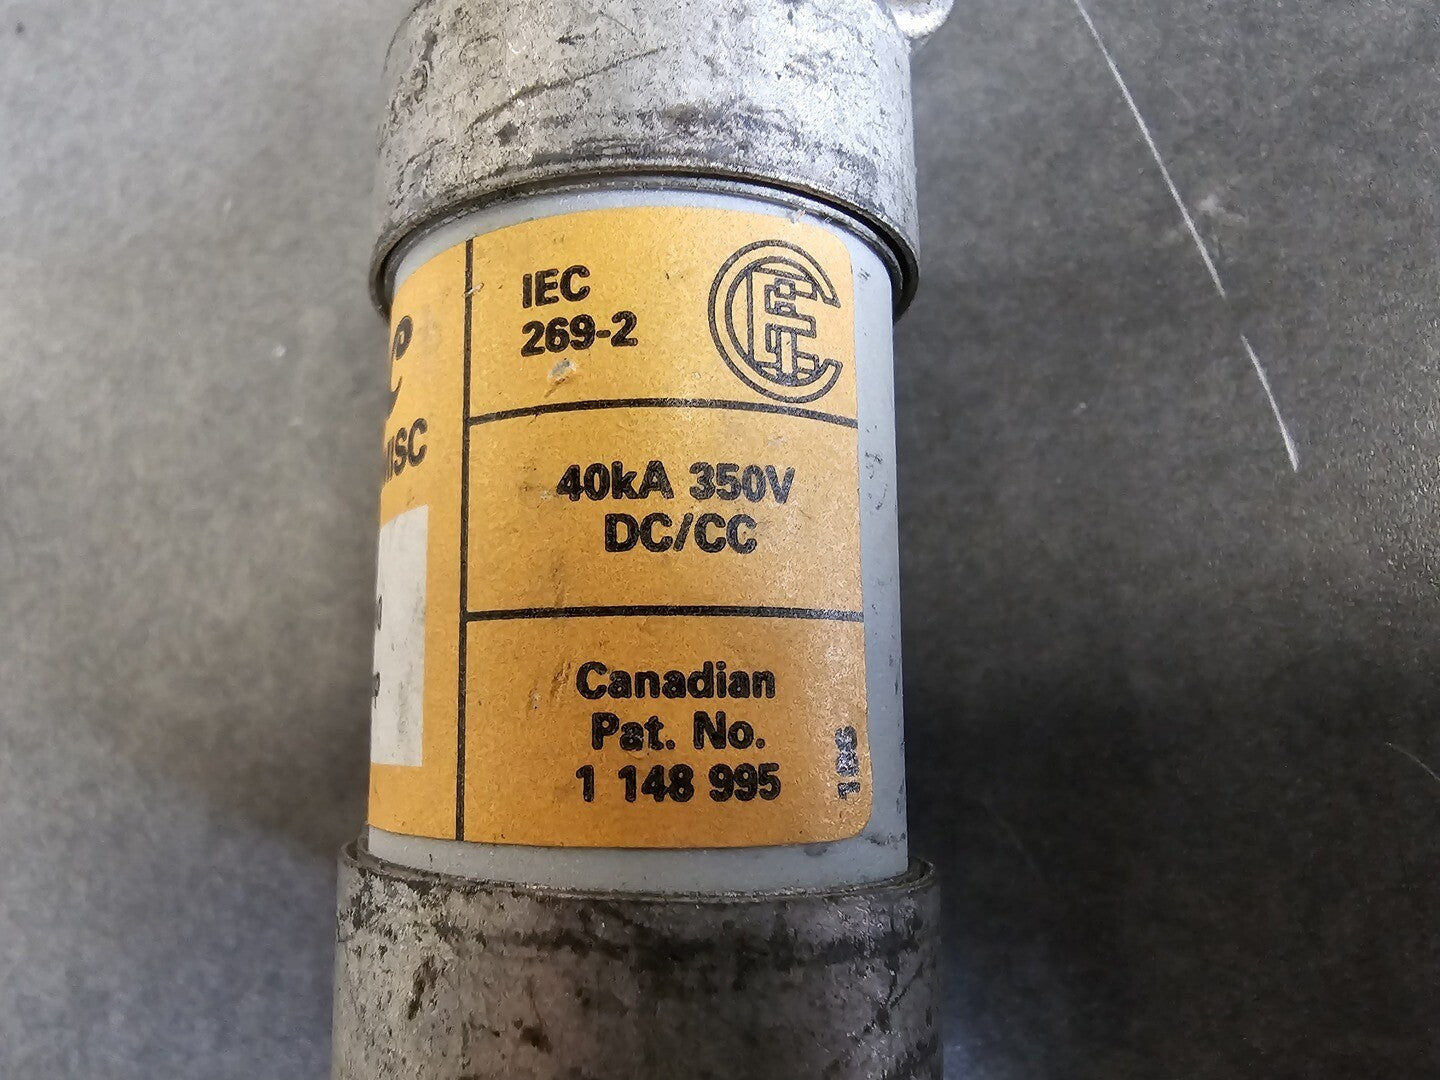 IEC
269-2
40kA 350V
DC/CC
Canadian
Pat. No.
1 148 995